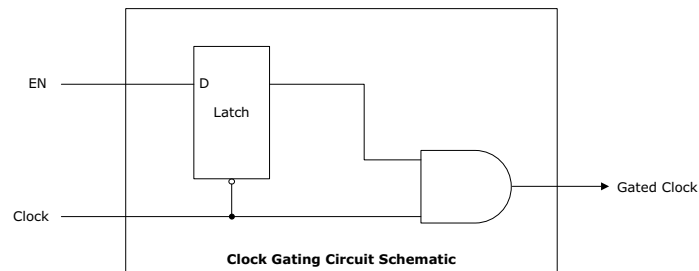 EN
D
Latch
Gated Clock
Clock
Clock Gating Circuit Schematic